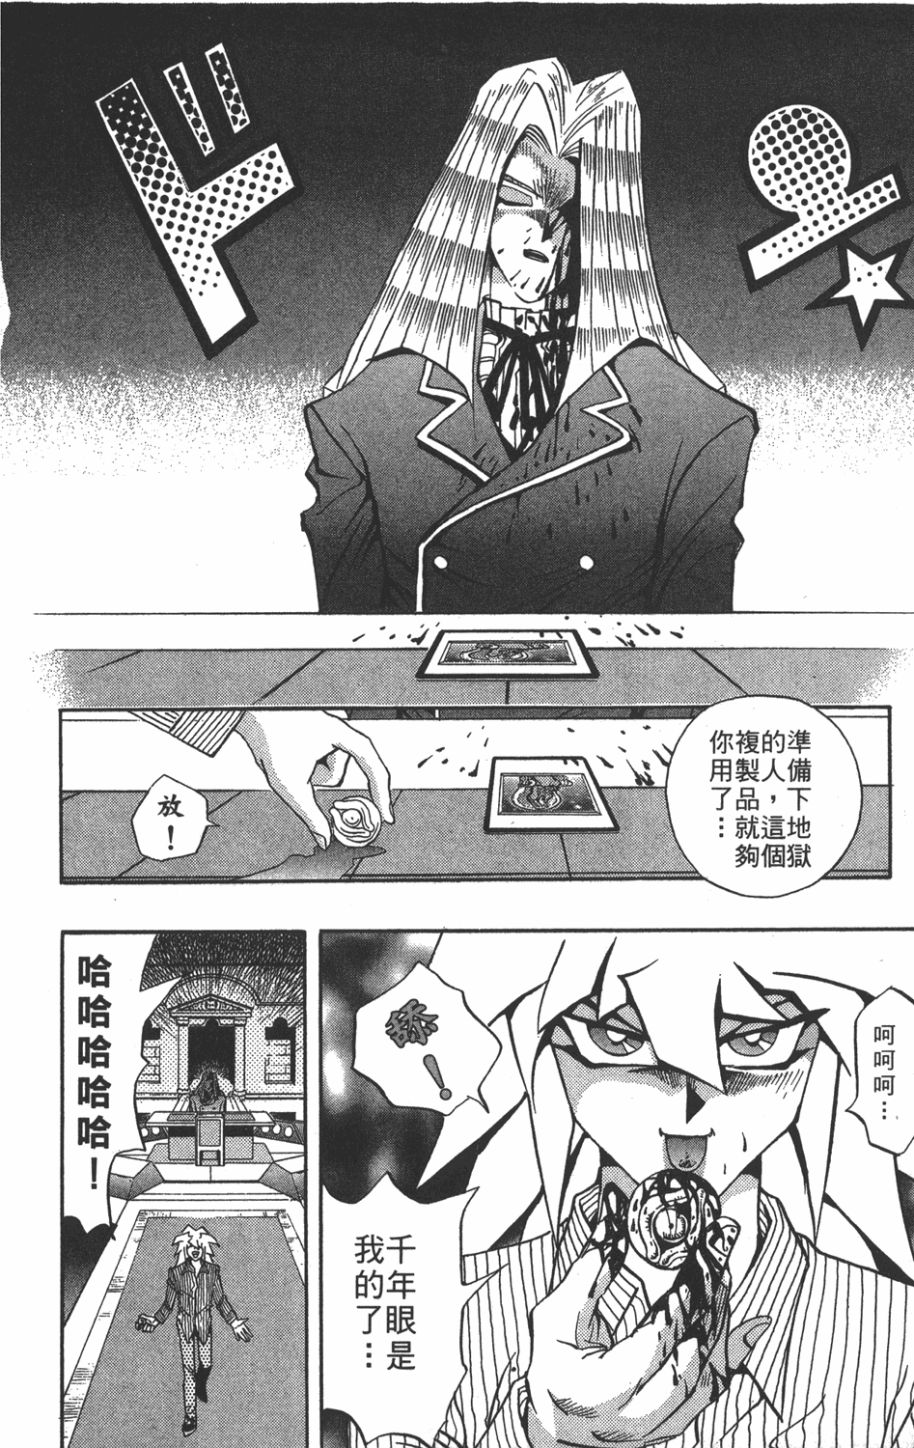 ド
準備下地獄
的人，這個
複製品就夠
你用了…
放！
呵呵呵…
舔！
千年眼是
我的了…
哈哈哈哈哈！